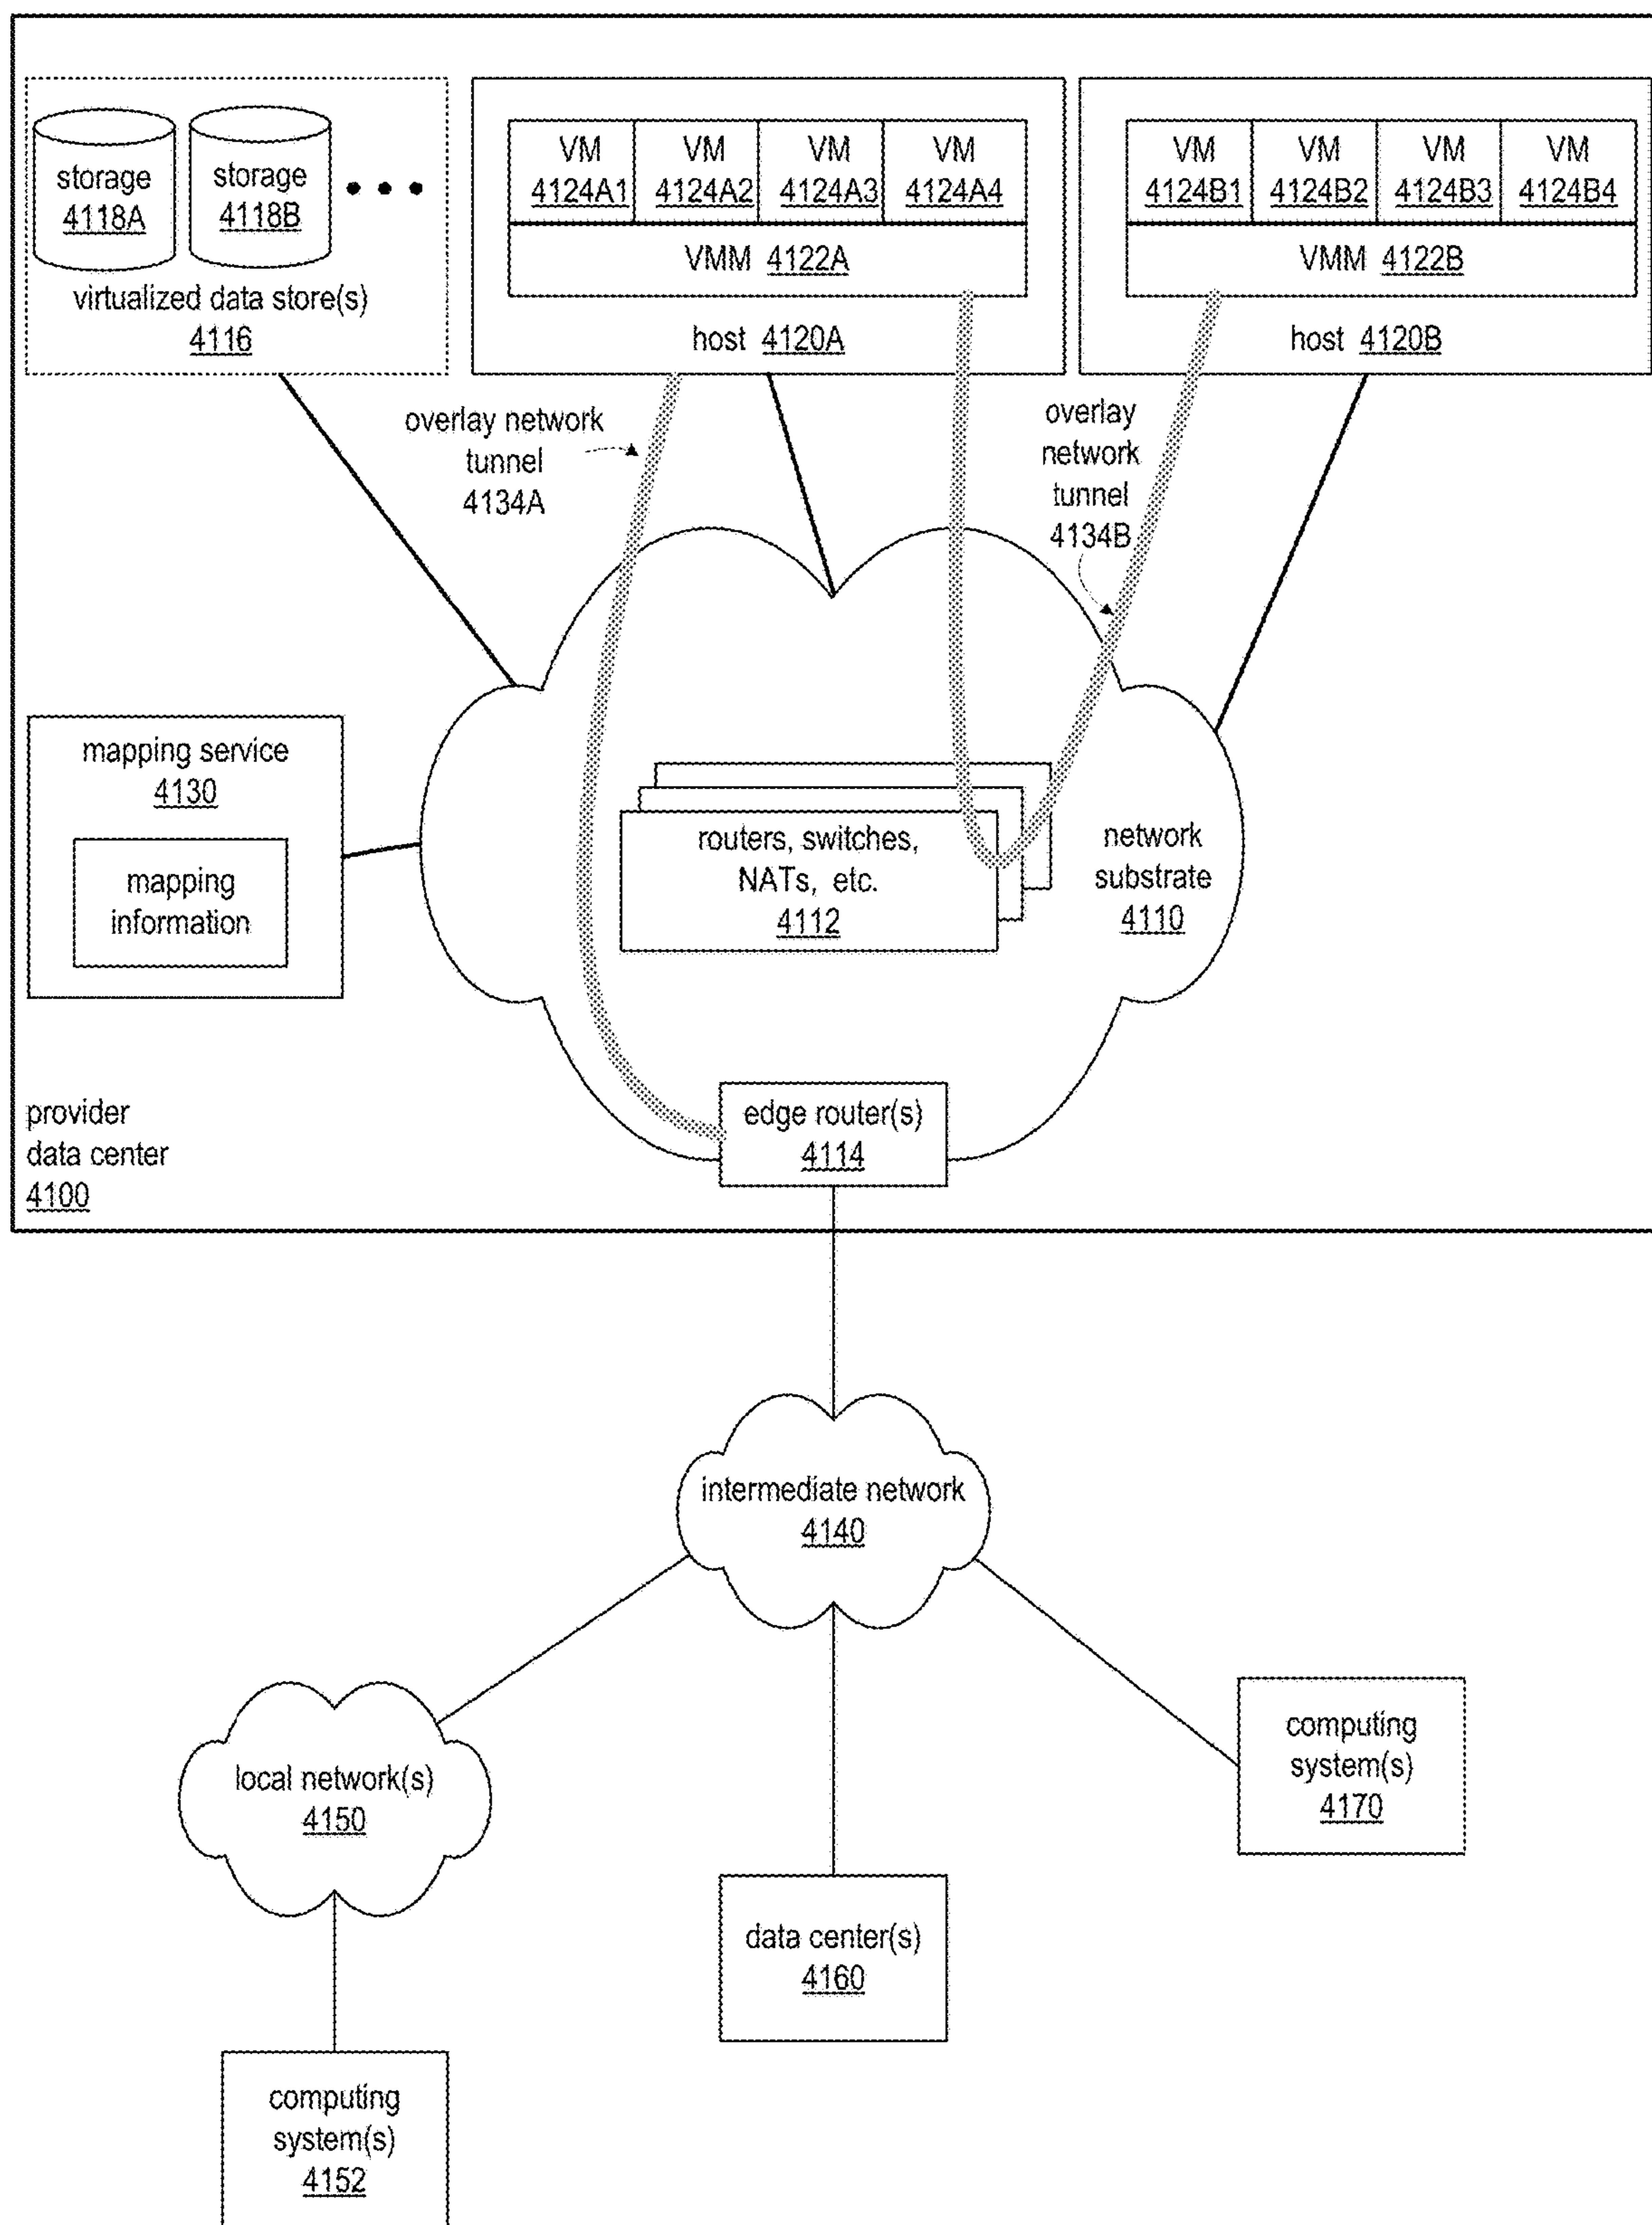 storage
4118A
storage
4118B
virtualized data store(s)
4116
VM
4124A1
VM
4124A2
VM
4124A3
VM
4124A4
VMM 4122A
host 4120A
VM
4124B1
VM
4124B2
VM
4124B3
VM
4124B4
VMM 4122B
host 4120B
overlay network
tunnel
4134A
overlay
network
tunnel
4134B
mapping service
4130
mapping
information
routers, switches,
NATs, etc.
4112
network
substrate
4110
edge router(s)
4114
provider
data center
4100
intermediate network
4140
local network(s)
4150
computing
system(s)
4170
data center(s)
4160
computing
system(s)
4152